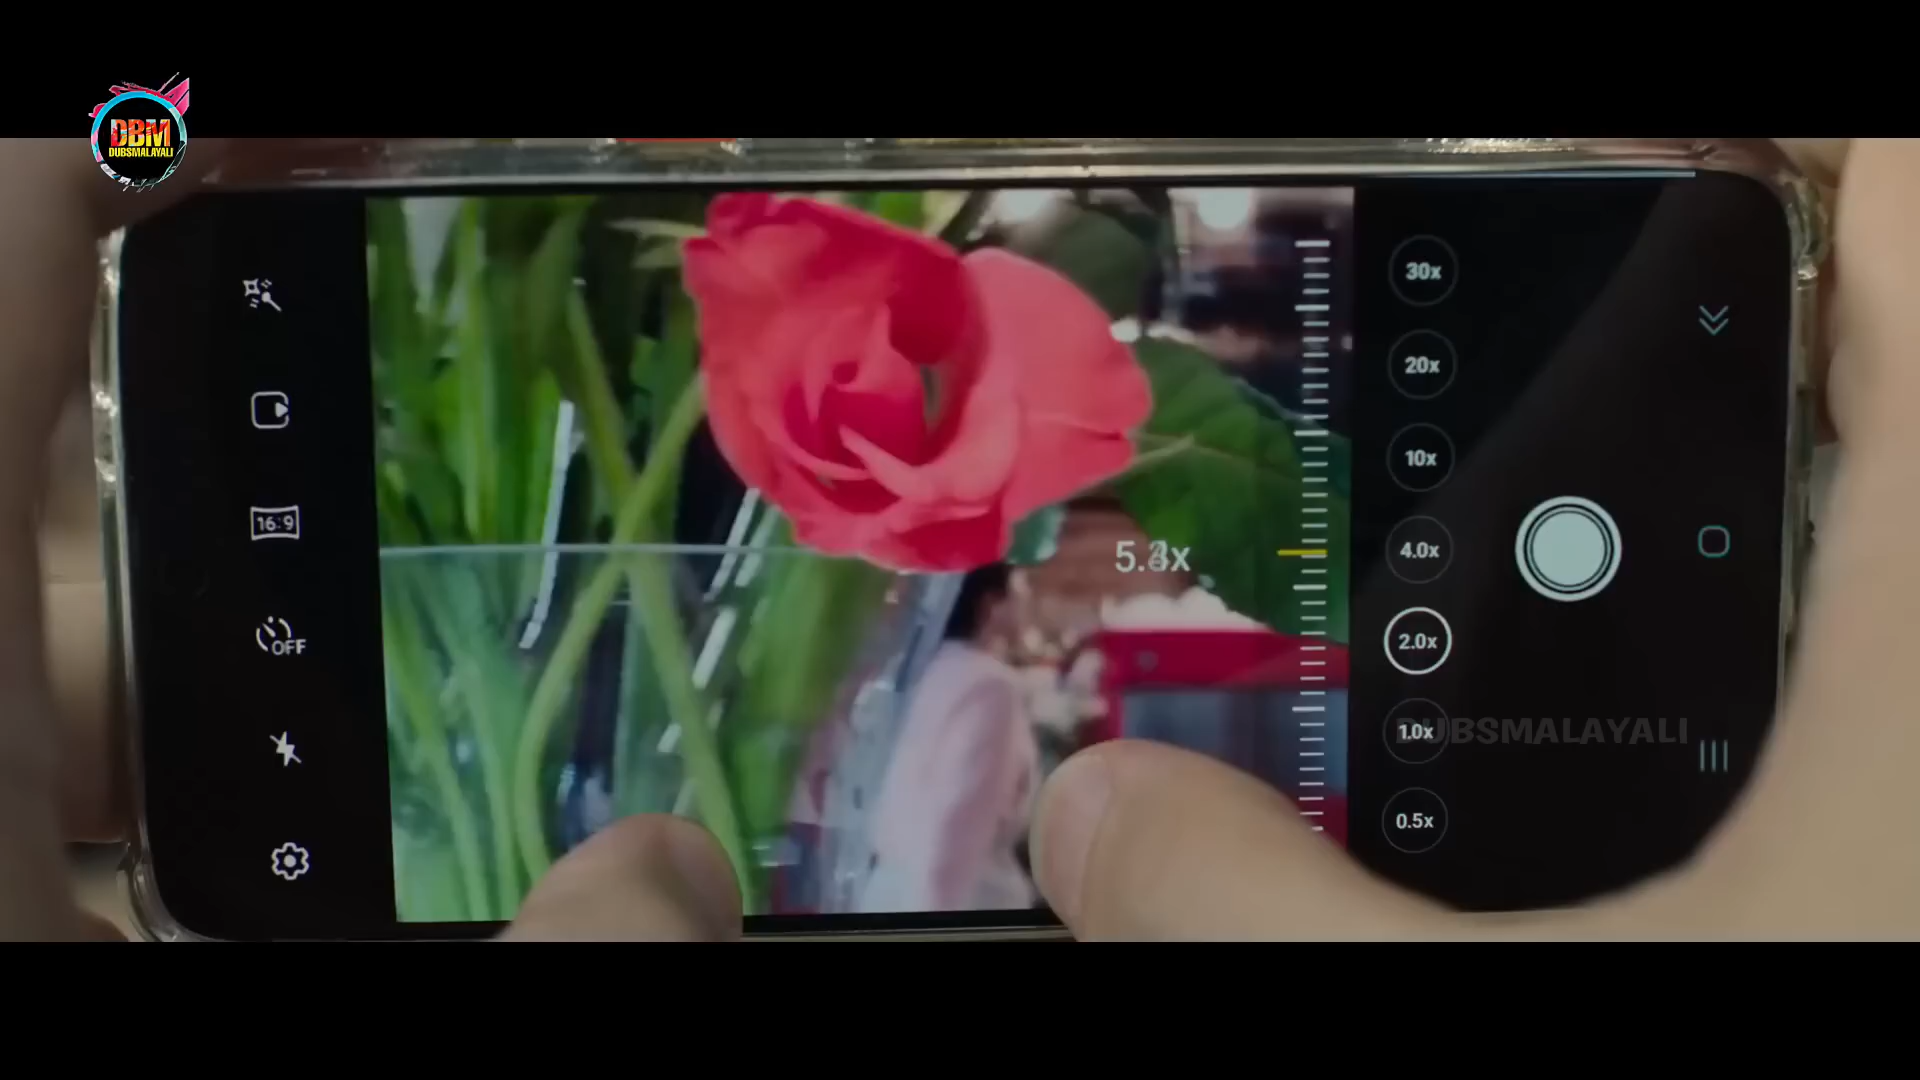 DBM
DUBSMALAYALI
16:9
OFF
30x
20x
10x
4.0x
2.0x
1.0x
0.5x
DUBSMALAYALI